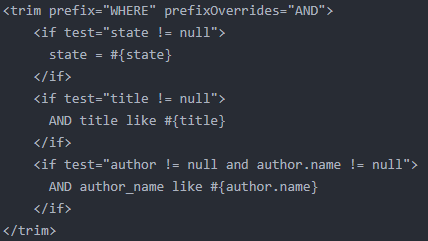 <trim prefix="WHERE" prefixOverrides="AND">
    <if test="state != null">
      state = #{state}
    </if>
    <if test="title != null">
      AND title like #{title}
    </if>
    <if test="author != null and author.name != null">
      AND author_name like #{author.name}
    </if>
</trim>